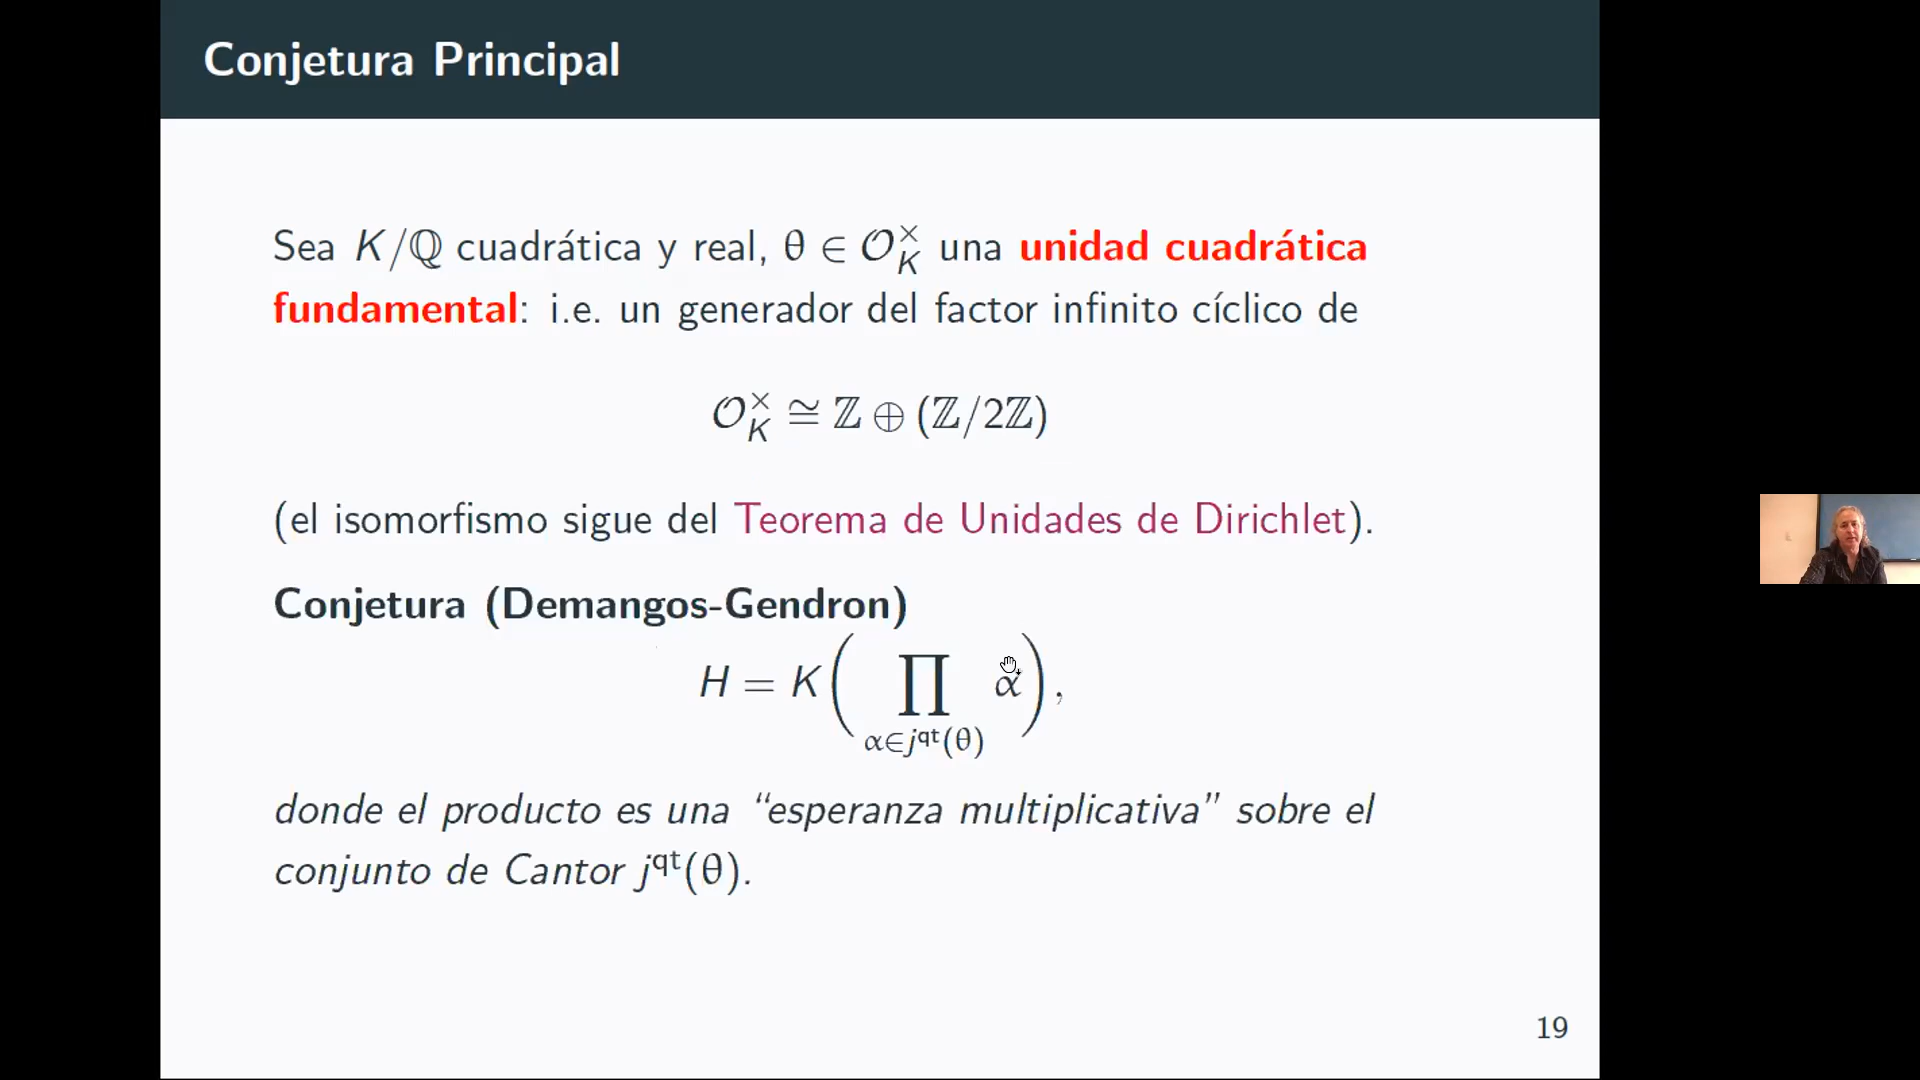 Conjetura Principal
Sea K/ℚ cuadrática y real, θ ∈ 𝒪_K^× una unidad cuadrática
fundamental: i.e. un generador del factor infinito cíclico de
𝒪_K^× ≅ ℤ ⊕ (ℤ/2ℤ)
(el isomorfismo sigue del Teorema de Unidades de Dirichlet).
Conjetura (Demangos-Gendron)
H = K(∏_{α∈j^qt(θ)} α),
donde el producto es una “esperanza multiplicativa” sobre el
conjunto de Cantor j^qt(θ).
19